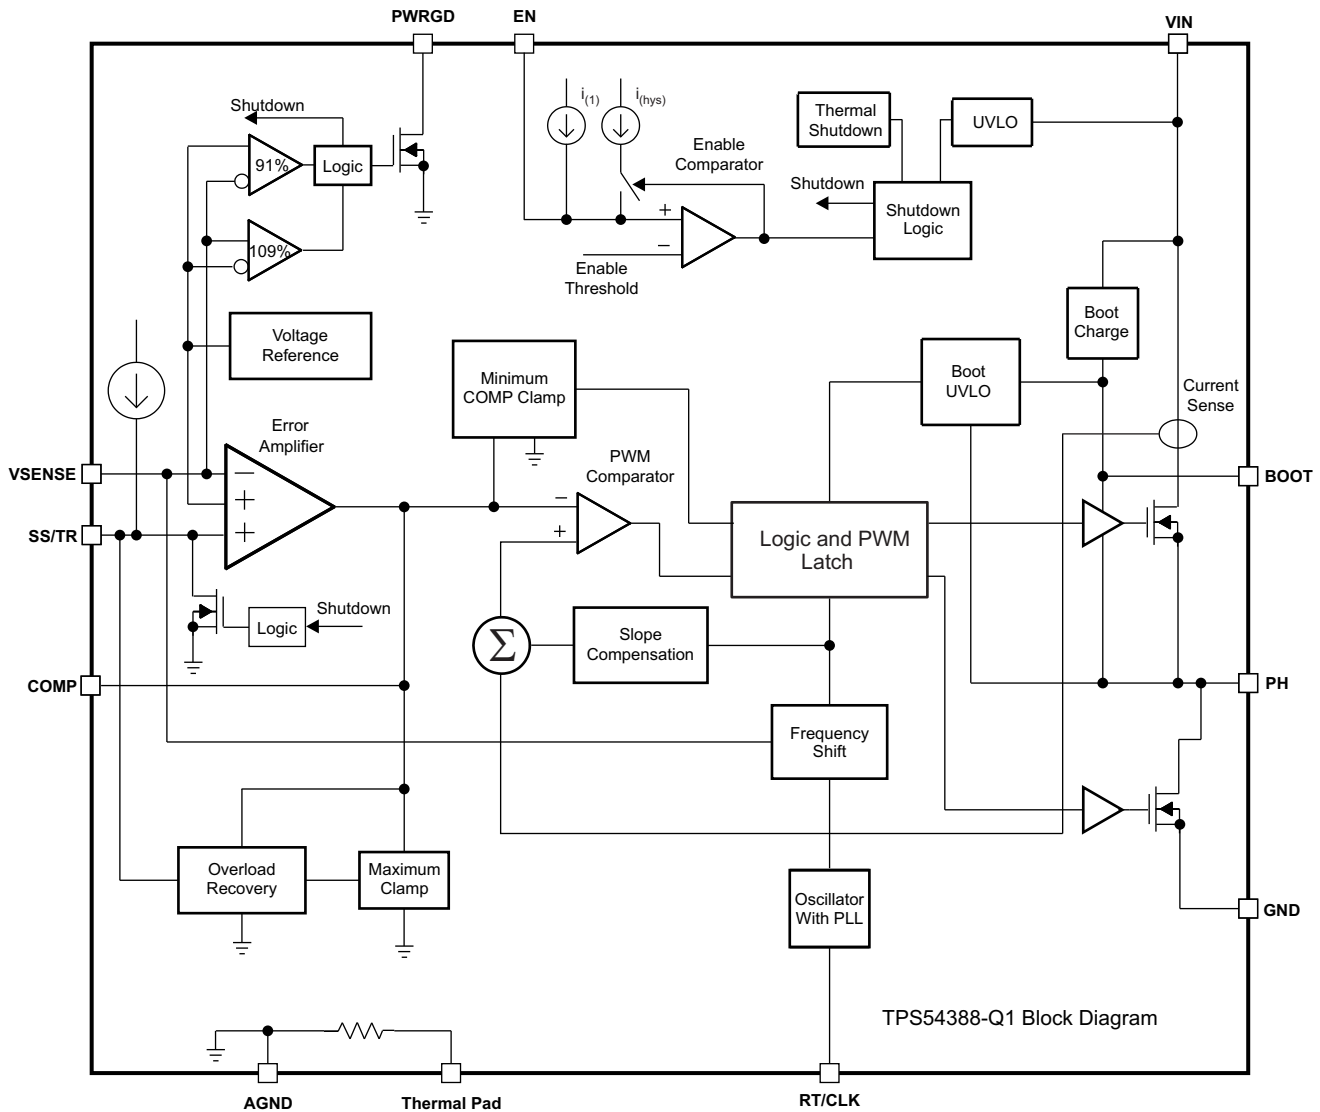 PWRGD
EN
VIN
Shutdown
91%
Logic
109%
i(1)
i(hys)
Enable
Comparator
+
−
Enable
Threshold
Thermal
Shutdown
UVLO
Shutdown
Shutdown
Logic
Voltage
Reference
Boot
Charge
Minimum
COMP Clamp
Boot
UVLO
Current
Sense
Error
Amplifier
PWM
Comparator
VSENSE
−
+
+
SS/TR
−
+
Logic and PWM
Latch
BOOT
Logic
Shutdown
Σ
Slope
Compensation
COMP
PH
Frequency
Shift
Overload
Recovery
Maximum
Clamp
Oscillator
With PLL
GND
TPS54388-Q1 Block Diagram
AGND
Thermal Pad
RT/CLK